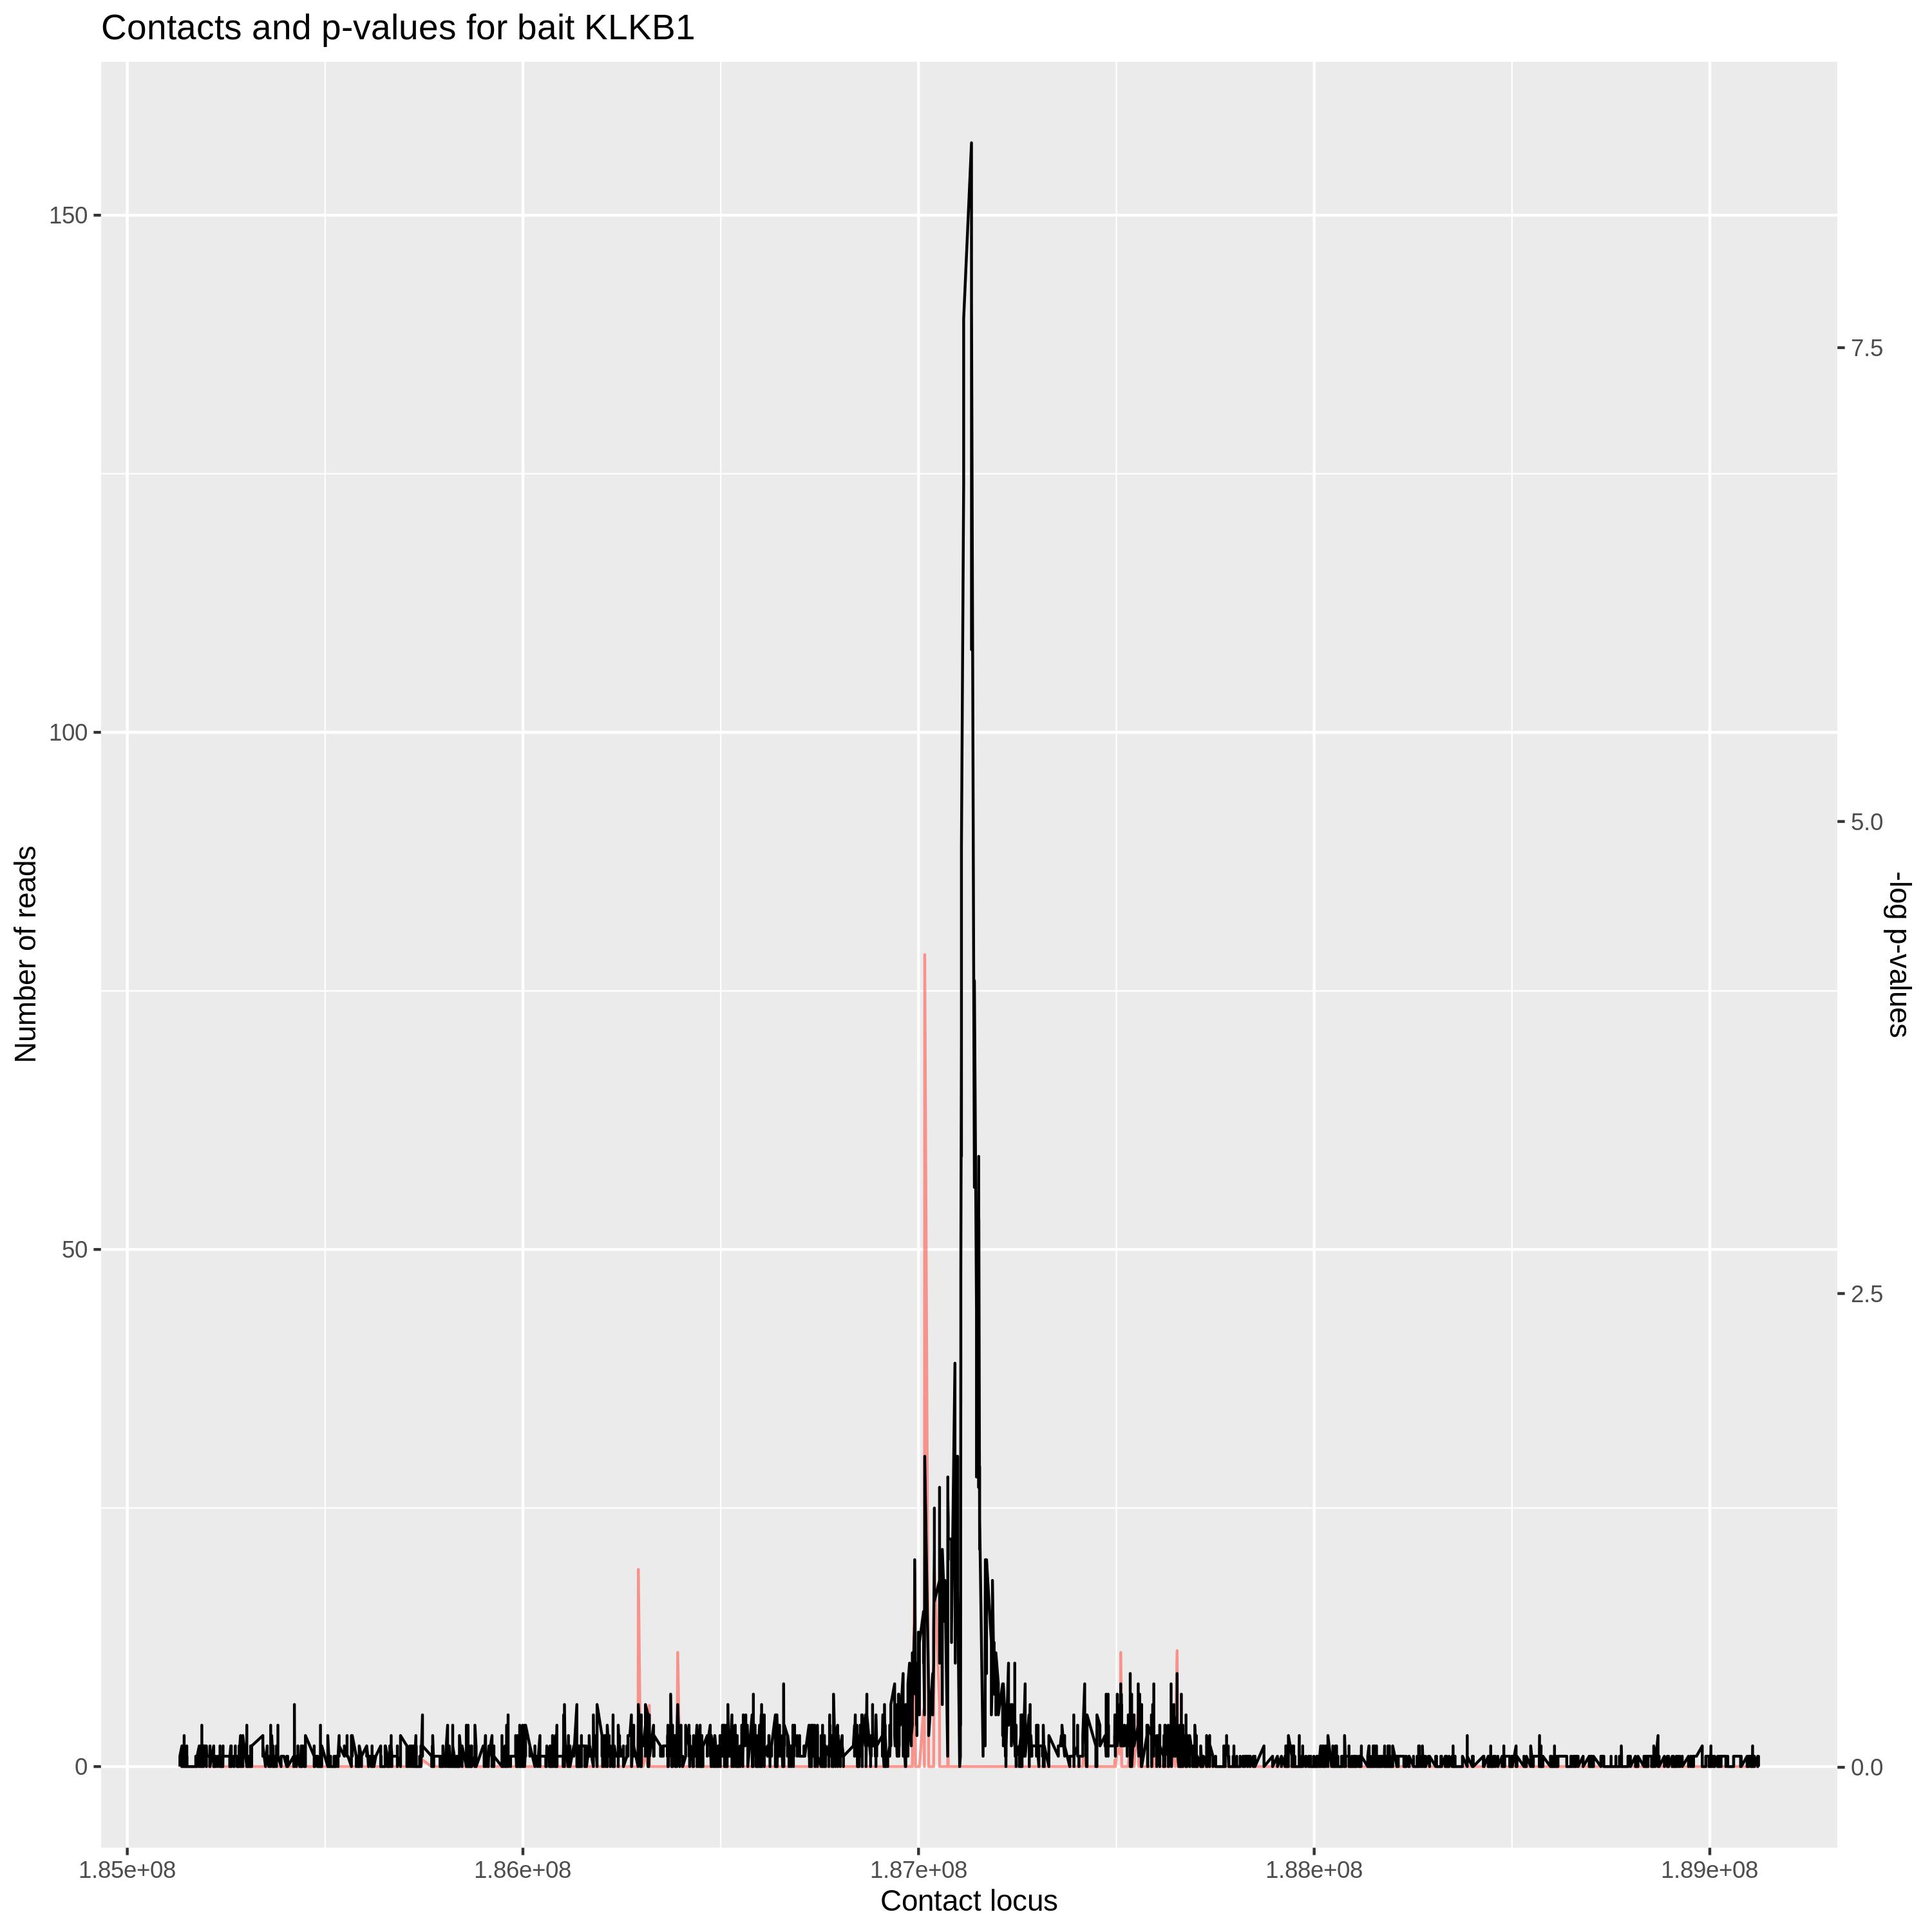 Contacts and p-values for bait KLKB1
150
100
50
0
Number of reads
7.5
5.0
2.5
0.0
-log p-values
1.85e+08
1.86e+08
1.87e+08
1.88e+08
1.89e+08
Contact locus